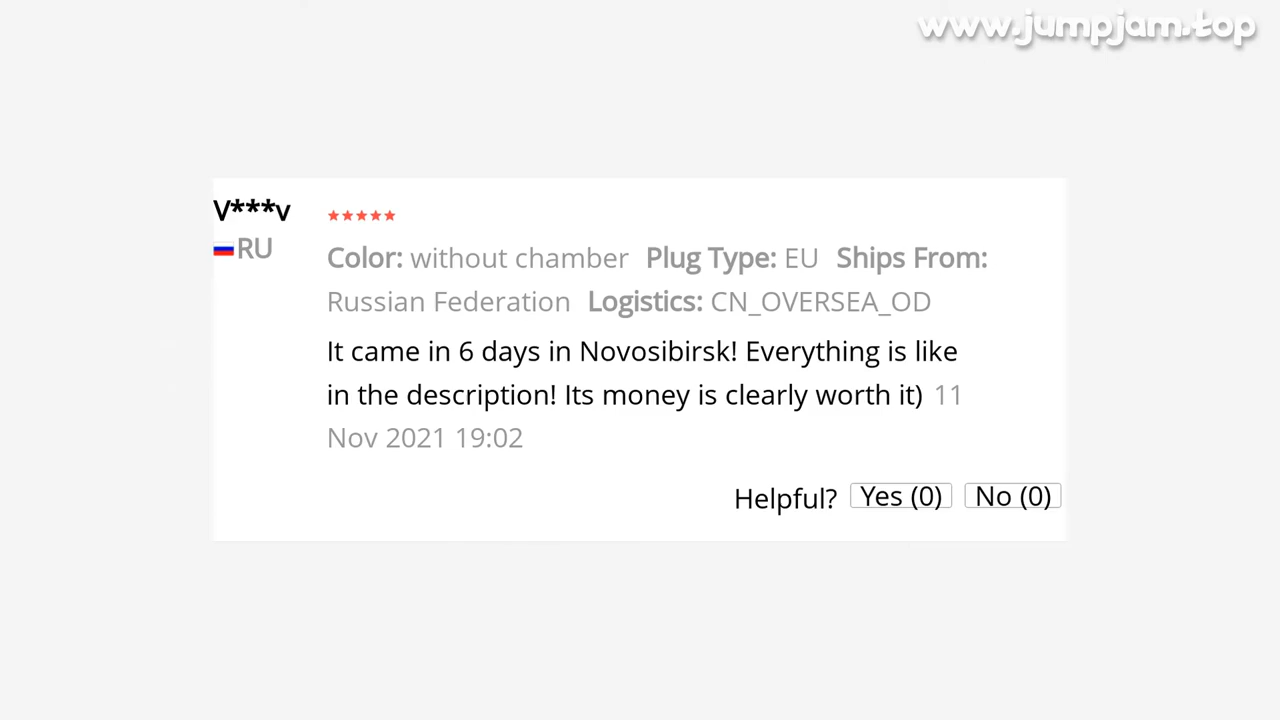 www.jumpjam.top
V***v
RU
Color: without chamber Plug Type: EU Ships From:
Russian Federation Logistics: CN_OVERSEA_OD
It came in 6 days in Novosibirsk! Everything is like
in the description! Its money is clearly worth it) 11
Nov 2021 19:02
Helpful? Yes (0) No (0)